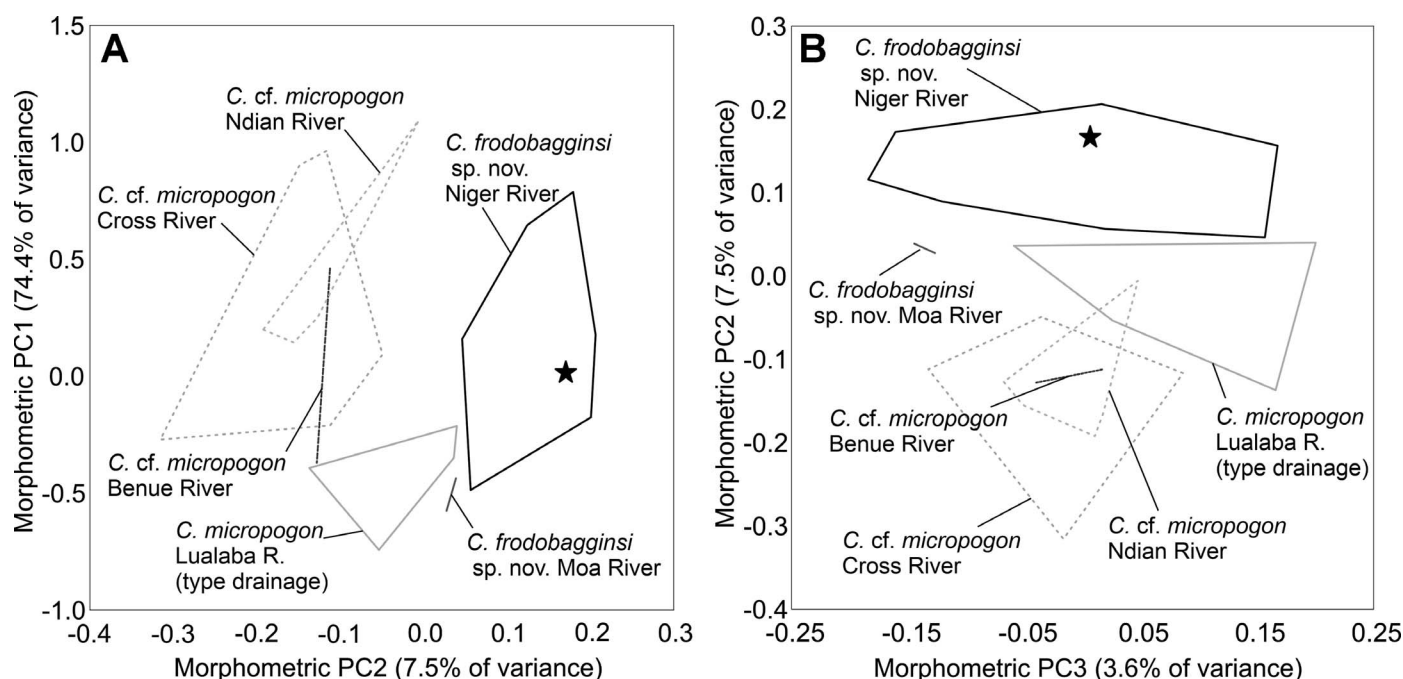 A
1.5
1.0
0.5
0.0
-0.5
-1.0
Morphometric PC1 (74.4% of variance)
C. cf. micropogon
Ndian River
C. frodobagginsi
sp. nov.
Niger River
C. cf. micropogon
Cross River
C. cf. micropogon
Benue River
C. micropogon
Lualaba R.
(type drainage)
C. frodobagginsi
sp. nov. Moa River
-0.4 -0.3 -0.2 -0.1 0.0 0.1 0.2 0.3
Morphometric PC2 (7.5% of variance)
B
0.3
0.2
0.1
0.0
-0.1
-0.2
-0.3
-0.4
Morphometric PC2 (7.5% of variance)
C. frodobagginsi
sp. nov.
Niger River
C. frodobagginsi
sp. nov. Moa River
C. cf. micropogon
Benue River
C. micropogon
Lualaba R.
(type drainage)
C. cf. micropogon
Cross River
C. cf. micropogon
Ndian River
-0.25 -0.15 -0.05 0.05 0.15 0.25
Morphometric PC3 (3.6% of variance)